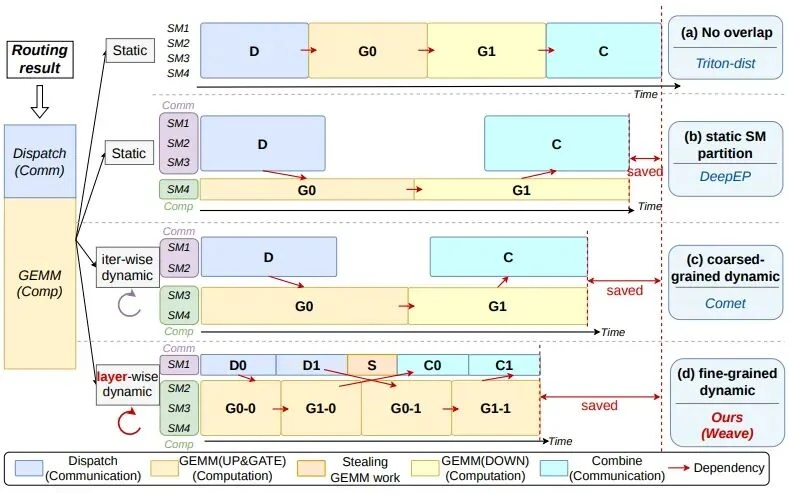 Routing
result
Dispatch
(Comm)
GEMM
(Comp)
Static
SM1
SM2
SM3
SM4
D
G0
G1
C
Time
(a) No overlap
Triton-dist
Static
Comm
SM1
SM2
SM3
SM4
Comp
D
C
G0
G1
Time
saved
(b) static SM
partition
DeepEP
iter-wise
dynamic
Comm
SM1
SM2
SM3
SM4
Comp
D
C
G0
G1
Time
saved
(c) coarsed-
grained dynamic
Comet
layer-wise
dynamic
Comm
SM1
SM2
SM3
SM4
Comp
D0
D1
S
C0
C1
G0-0
G1-0
G0-1
G1-1
Time
saved
(d) fine-grained
dynamic
Ours
(Weave)
Dispatch
(Communication)
GEMM(UP&GATE)
(Computation)
Stealing
GEMM work
GEMM(DOWN)
(Computation)
Combine
(Communication)
Dependency